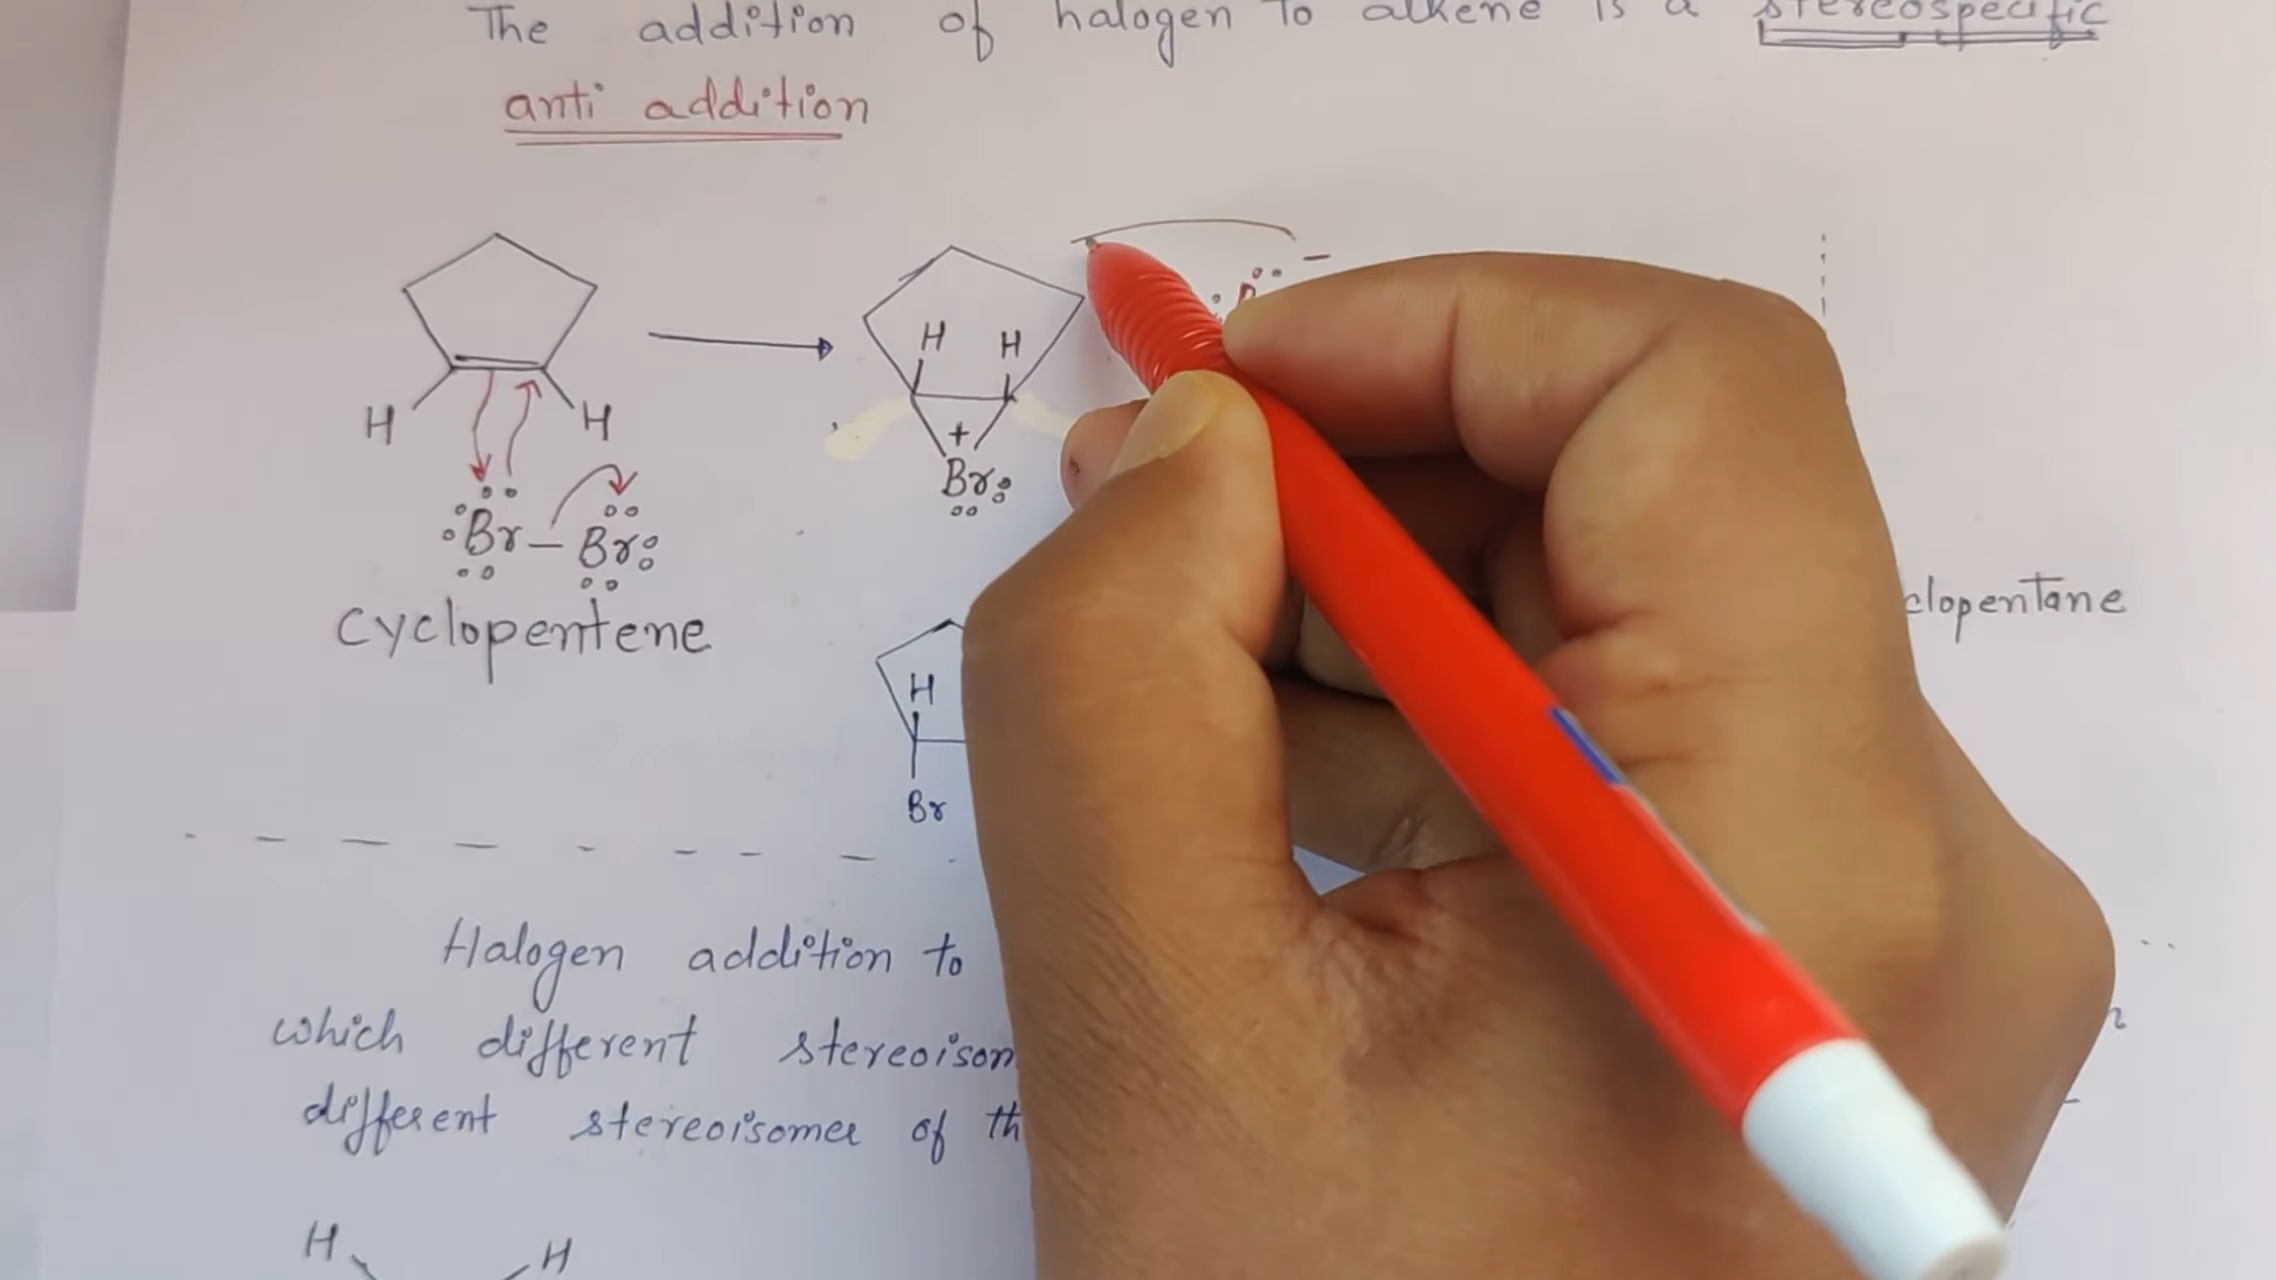 The addition of halogen to alkene is a stereospecific
anti addition
H H
H H
+
Br
Br — Br
cyclopentene
clopentane
H
Br
Halogen addition to
which different stereoisom
different stereoisomer of th
H H